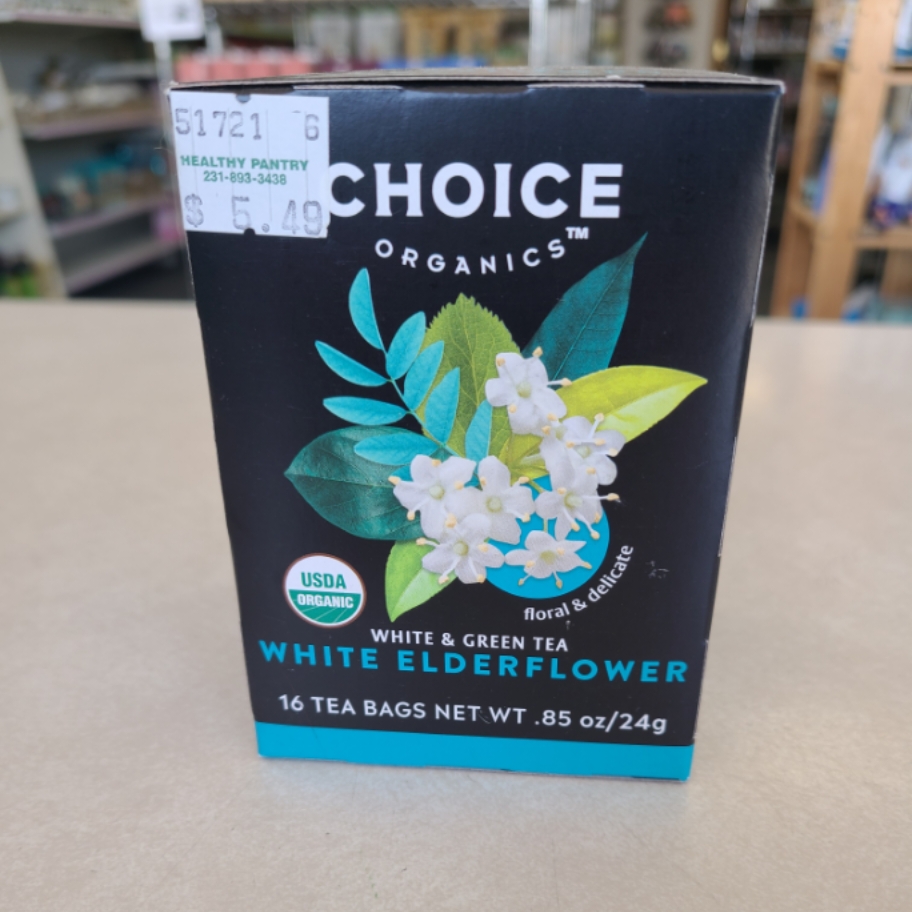 51721 6
HEALTHY PANTRY
231-893-3438
$ 5.49
CHOICE
ORGANICS™
floral & delicate
USDA
ORGANIC
WHITE & GREEN TEA
WHITE ELDERFLOWER
16 TEA BAGS NET WT .85 oz/24g